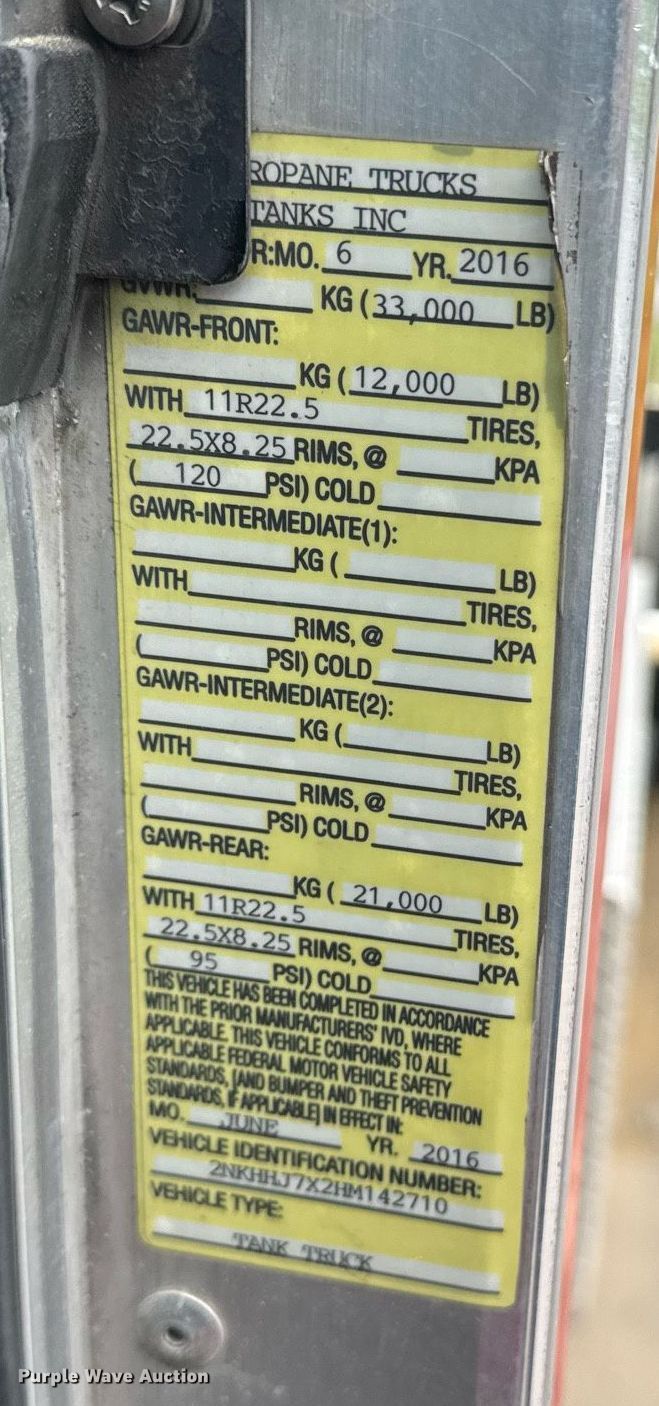 ROPANE TRUCKS
TANKS INC
R:MO. 6 YR. 2016
GVWR: KG (33,000 LB)
GAWR-FRONT:
KG (12,000 LB)
WITH 11R22.5 TIRES,
22.5X8.25 RIMS, @ KPA
( 120 PSI) COLD
GAWR-INTERMEDIATE(1):
KG ( LB)
WITH TIRES,
RIMS, @ KPA
( PSI) COLD
GAWR-INTERMEDIATE(2):
KG ( LB)
WITH TIRES,
RIMS, @ KPA
( PSI) COLD
GAWR-REAR:
KG ( 21,000 LB)
WITH 11R22.5 TIRES,
22.5X8.25 RIMS, @ KPA
( 95 PSI) COLD
THIS VEHICLE HAS BEEN COMPLETED IN ACCORDANCE
WITH THE PRIOR MANUFACTURERS' IVD, WHERE
APPLICABLE. THIS VEHICLE CONFORMS TO ALL
APPLICABLE FEDERAL MOTOR VEHICLE SAFETY
STANDARDS, [AND BUMPER AND THEFT PREVENTION
STANDARDS, IF APPLICABLE] IN EFFECT IN:
MO. JUNE YR. 2016
VEHICLE IDENTIFICATION NUMBER:
2NKHHJ7X2HM142710
VEHICLE TYPE:
TANK TRUCK
Purple Wave Auction